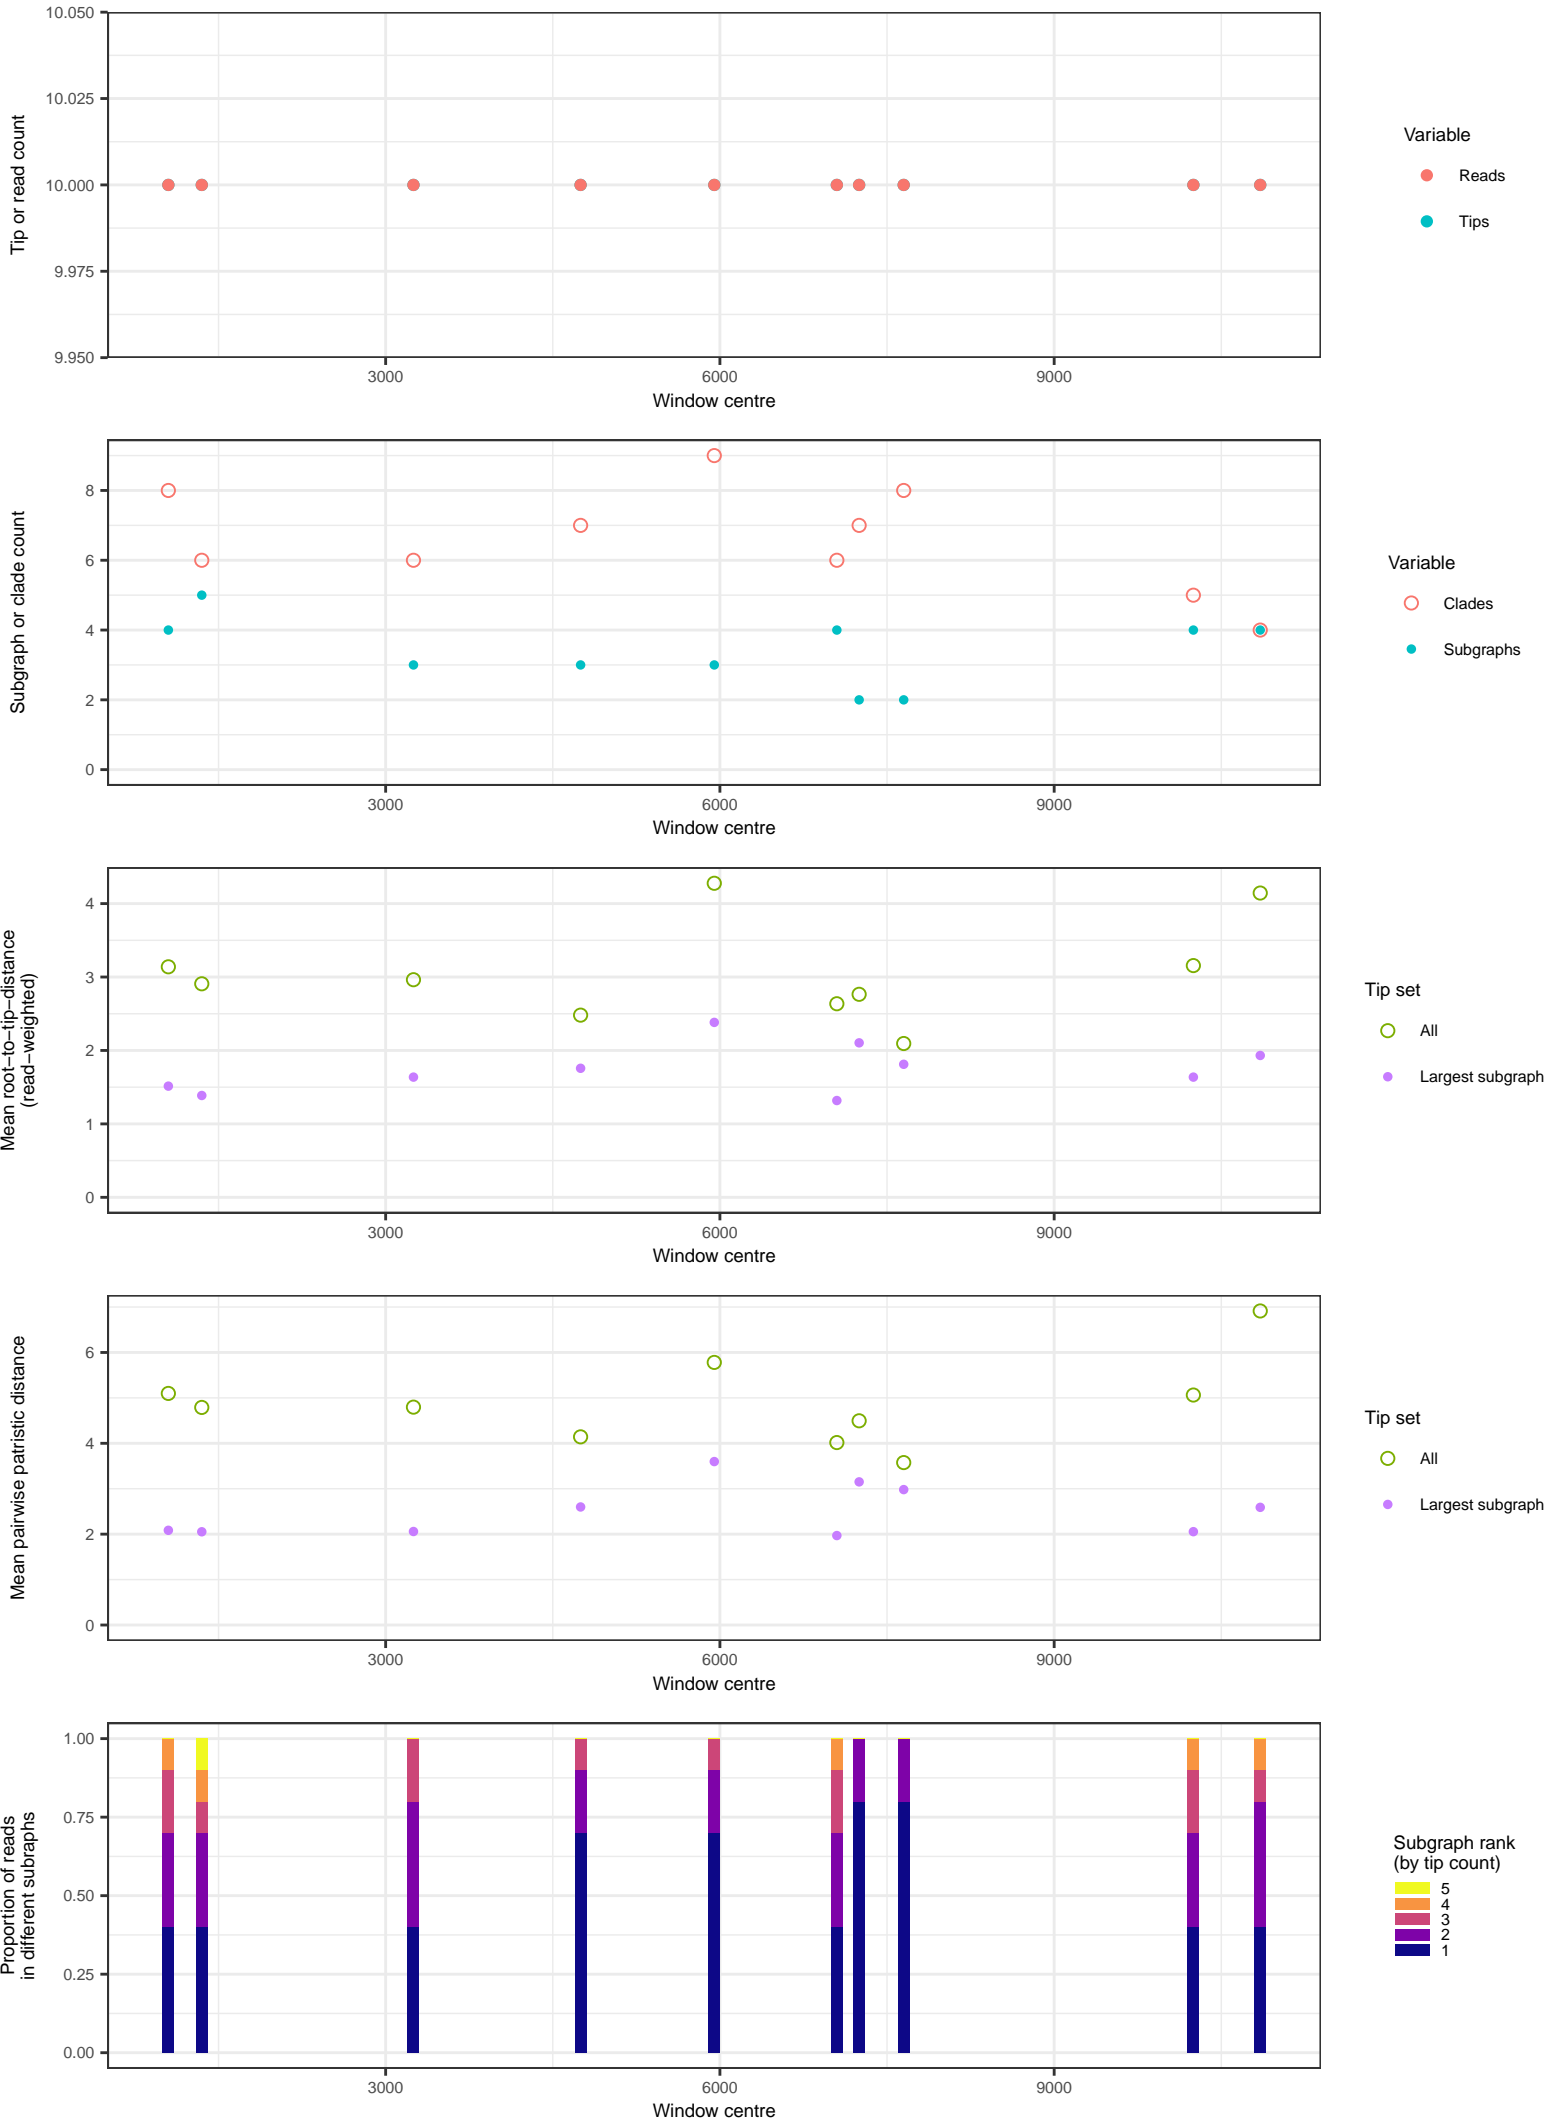 10.050
10.025
10.000
9.975
9.950
Tip or read count
3000 6000 9000
Window centre
Variable
Reads
Tips
8
6
4
2
0
Subgraph or clade count
3000 6000 9000
Window centre
Variable
Clades
Subgraphs
4
3
2
1
0
Mean root−to−tip−distance
(read−weighted)
3000 6000 9000
Window centre
Tip set
All
Largest subgraph
6
4
2
0
Mean pairwise patristic distance
3000 6000 9000
Window centre
Tip set
All
Largest subgraph
1.00
0.75
0.50
0.25
0.00
Proportion of reads
in different subraphs
3000 6000 9000
Window centre
Subgraph rank
(by tip count)
5
4
3
2
1